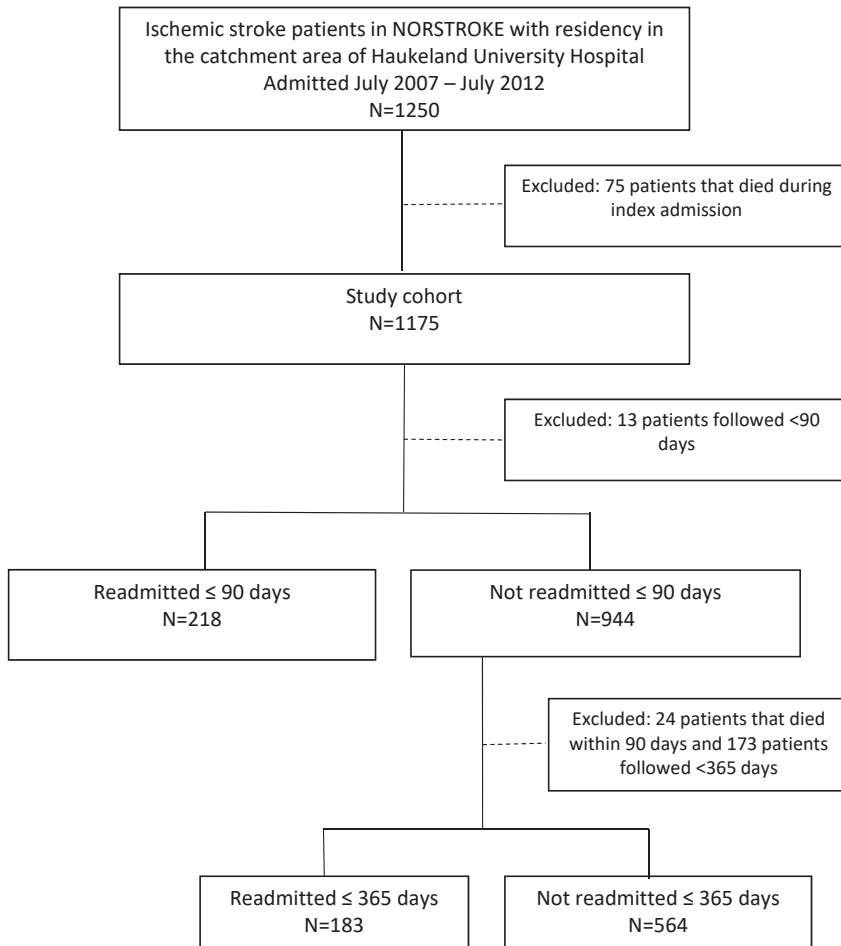 Ischemic stroke patients in NORSTROKE with residency in
the catchment area of Haukeland University Hospital
Admitted July 2007 – July 2012
N=1250
Excluded: 75 patients that died during
index admission
Study cohort
N=1175
Excluded: 13 patients followed <90
days
Readmitted ≤ 90 days
N=218
Not readmitted ≤ 90 days
N=944
Excluded: 24 patients that died
within 90 days and 173 patients
followed <365 days
Readmitted ≤ 365 days
N=183
Not readmitted ≤ 365 days
N=564